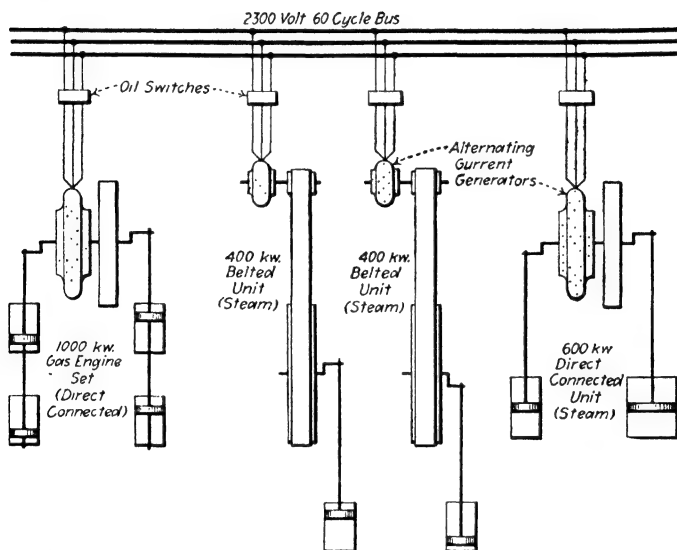 2300 Volt 60 Cycle Bus
Oil Switches
Alternating
Gurrent
Generators
400 kw.
Belted
Unit
(Steam)
400 kw.
Belted
Unit
(Steam)
1000 kw.
Gas Engine
Set
(Direct
Connected)
600 kw
Direct
Connected
Unit
(Steam)